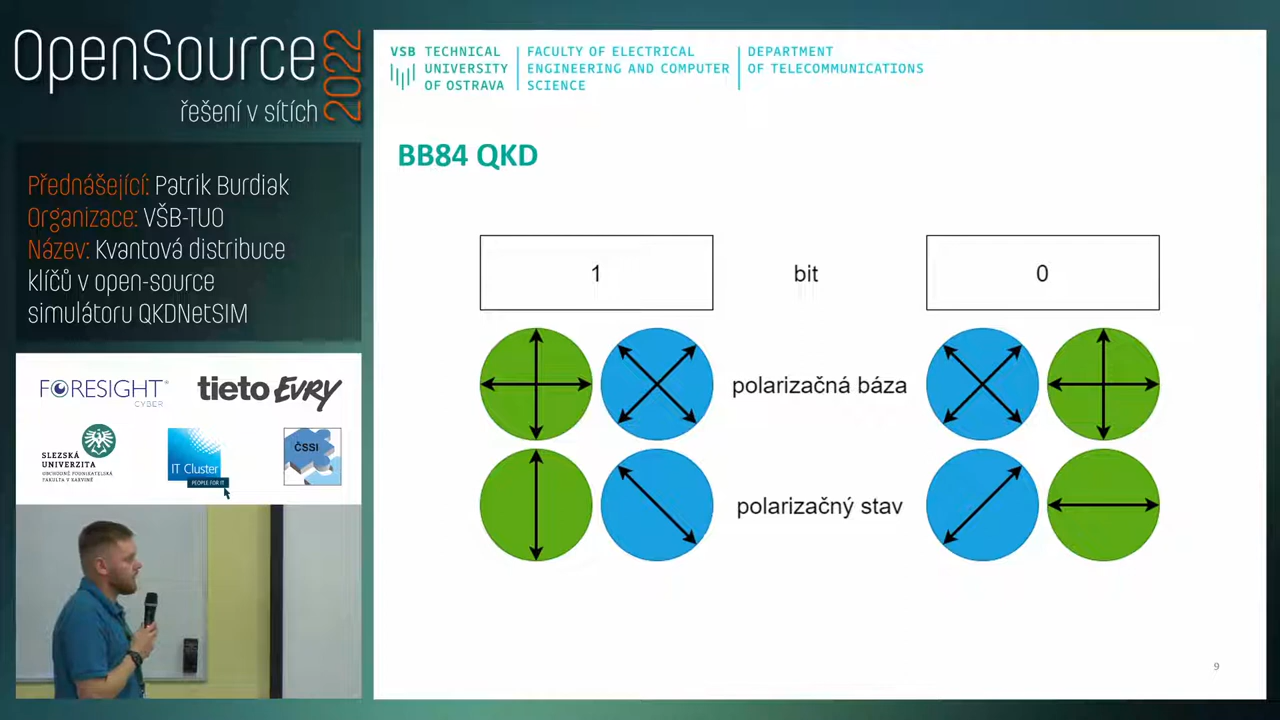 OpenSource
2022
řešení v sítích
Přednášející: Patrik Burdiak
Organizace: VŠB-TUO
Název: Kvantová distribuce
klíčů v open-source
simulátoru QKDNetSIM
FORESIGHT
CYBER
tieto Evry
SLEZSKÁ
UNIVERZITA
OBCHODNĚ PODNIKATELSKÁ
FAKULTA V KARVINÉ
IT Cluster
PEOPLE FOR IT
ČSSI
VSB TECHNICAL
UNIVERSITY
OF OSTRAVA
FACULTY OF ELECTRICAL
ENGINEERING AND COMPUTER
SCIENCE
DEPARTMENT
OF TELECOMMUNICATIONS
BB84 QKD
1 bit 0
polarizačná báza
polarizačný stav
9